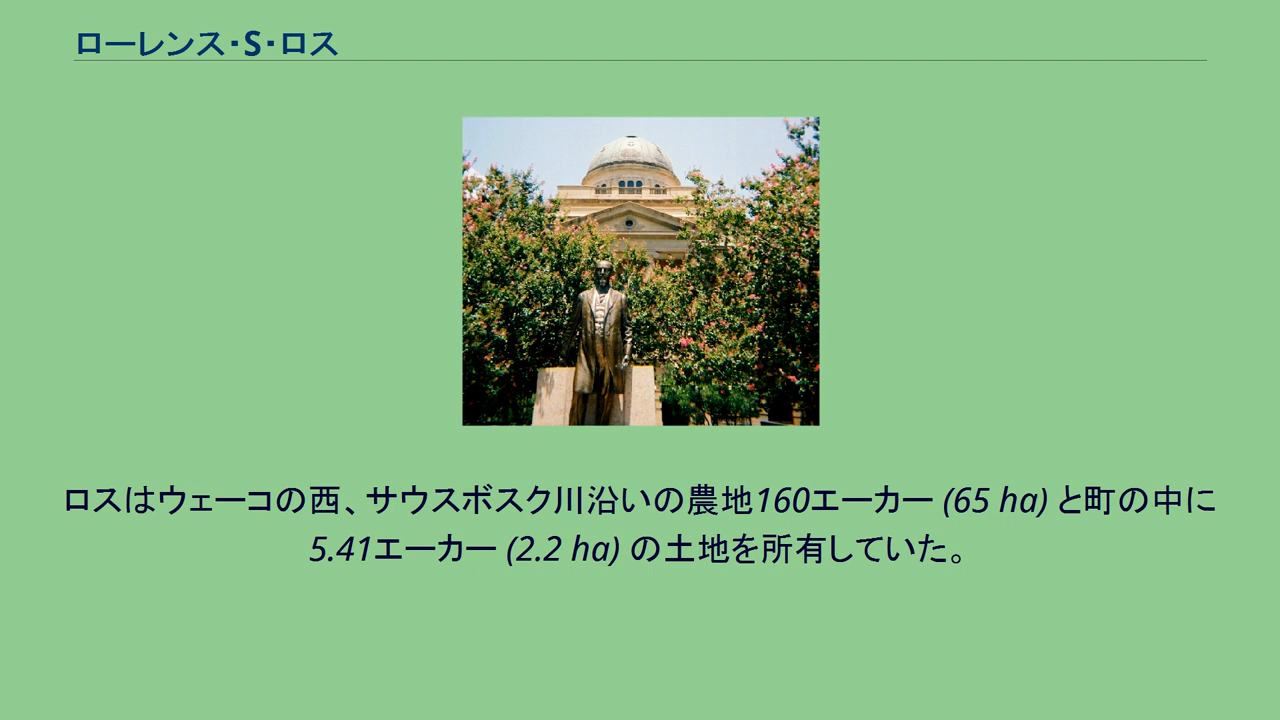 ローレンス・S・ロス
ロスはウェーコの西、サウスボスク川沿いの農地160エーカー (65 ha) と町の中に
5.41エーカー (2.2 ha) の土地を所有していた。